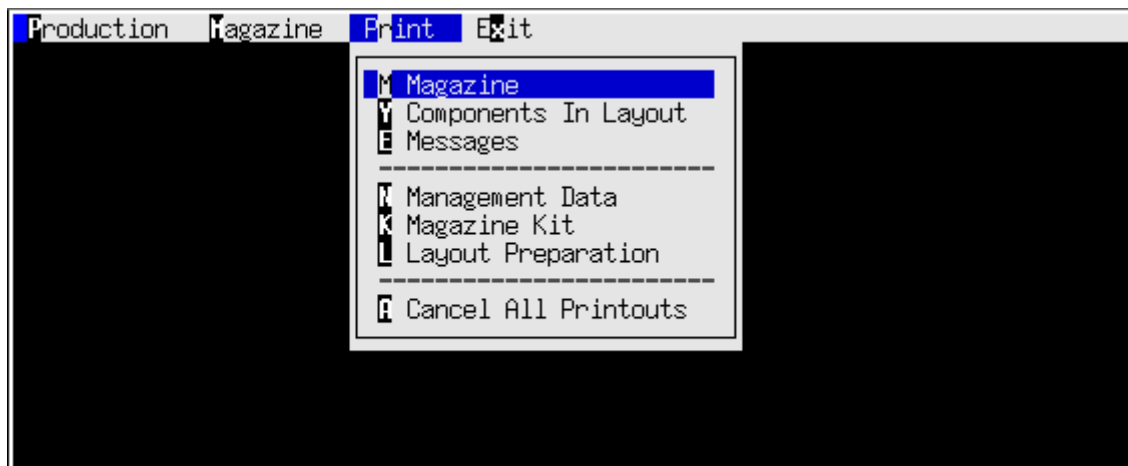 Production Magazine Print Exit
M Magazine
Y Components In Layout
E Messages
------------------------
N Management Data
K Magazine Kit
L Layout Preparation
------------------------
A Cancel All Printouts